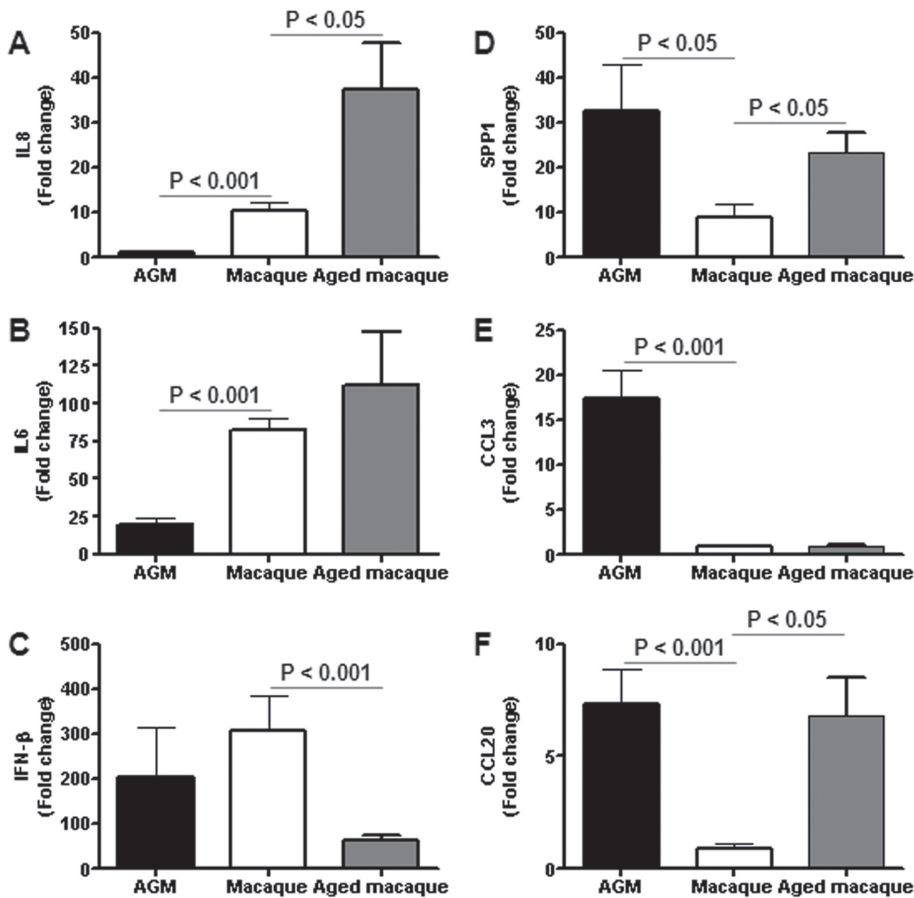 A
IL8
(Fold change)
50
40
30
20
10
0
P < 0.001
P < 0.05
AGM Macaque Aged macaque
B
IL6
(Fold change)
150
125
100
75
50
25
0
P < 0.001
AGM Macaque Aged macaque
C
IFN-β
(Fold change)
500
400
300
200
100
0
P < 0.001
AGM Macaque Aged macaque
D
SPP1
(Fold change)
50
40
30
20
10
0
P < 0.05
P < 0.05
AGM Macaque Aged macaque
E
CCL3
(Fold change)
25
20
15
10
5
0
P < 0.001
AGM Macaque Aged macaque
F
CCL20
(Fold change)
10
5
0
P < 0.001
P < 0.05
AGM Macaque Aged macaque